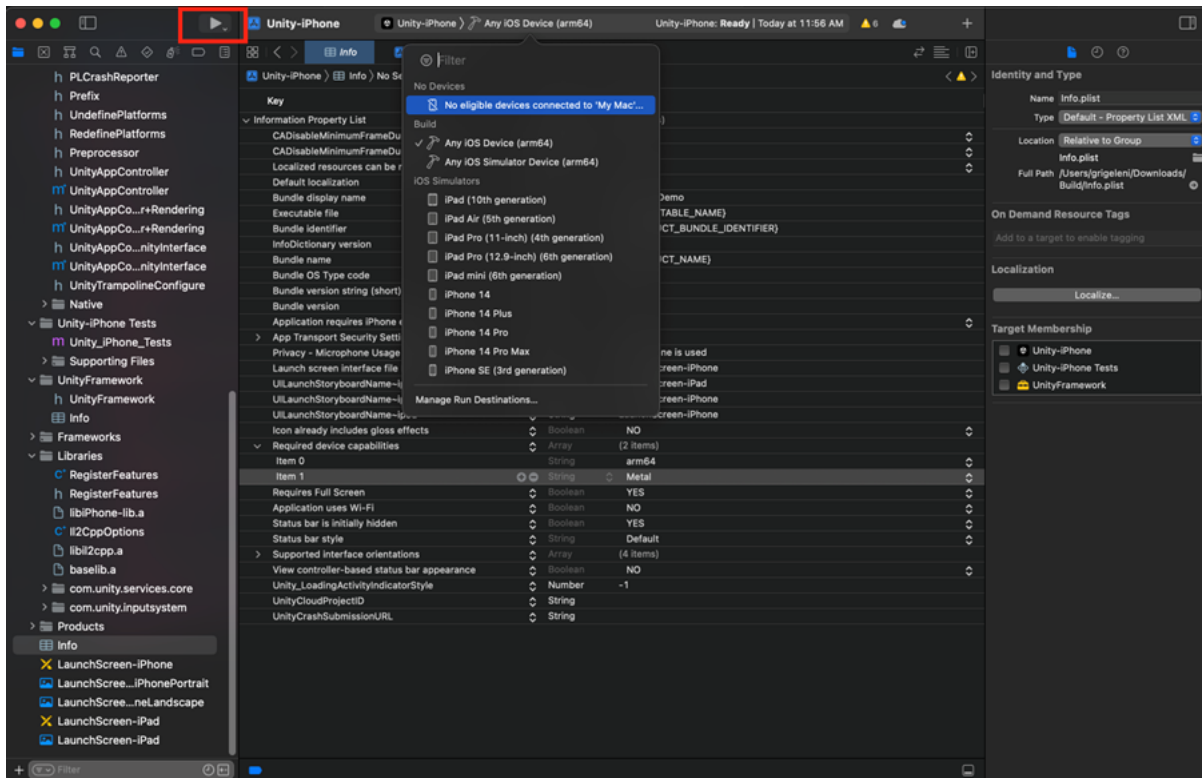 Unity-iPhone
Unity-iPhone 〉 Any iOS Device (arm64)
Unity-iPhone: Ready | Today at 11:56 AM
6
Info
Unity-iPhone 〉 Info 〉 No Se
Key
Information Property List
CADisableMinimumFrameDu
CADisableMinimumFrameDu
Localized resources can be r
Default localization
Bundle display name
Demo
Executable file
TABLE_NAME}
Bundle identifier
CT_BUNDLE_IDENTIFIER}
InfoDictionary version
Bundle name
CT_NAME}
Bundle OS Type code
Bundle version string (short)
Bundle version
Application requires iPhone e
App Transport Security Setti
Privacy - Microphone Usage
ne is used
Launch screen interface file
creen-iPhone
UILaunchStoryboardName~i
creen-iPad
UILaunchStoryboardName~i
creen-iPhone
UILaunchStoryboardName~ip
creen-iPhone
Icon already includes gloss effects Boolean NO
Required device capabilities Array (2 items)
Item 0 String arm64
Item 1 String Metal
Requires Full Screen Boolean YES
Application uses Wi-Fi Boolean NO
Status bar is initially hidden Boolean YES
Status bar style String Default
Supported interface orientations Array (4 items)
View controller-based status bar appearance Boolean NO
Unity_LoadingActivityIndicatorStyle Number -1
UnityCloudProjectID String
UnityCrashSubmissionURL String
Filter
No Devices
No eligible devices connected to 'My Mac'...
Build
Any iOS Device (arm64)
Any iOS Simulator Device (arm64)
iOS Simulators
iPad (10th generation)
iPad Air (5th generation)
iPad Pro (11-inch) (4th generation)
iPad Pro (12.9-inch) (6th generation)
iPad mini (6th generation)
iPhone 14
iPhone 14 Plus
iPhone 14 Pro
iPhone 14 Pro Max
iPhone SE (3rd generation)
Manage Run Destinations...
h PLCrashReporter
h Prefix
h UndefinePlatforms
h RedefinePlatforms
h Preprocessor
h UnityAppController
m UnityAppController
h UnityAppCo...r+Rendering
m UnityAppCo...r+Rendering
h UnityAppCo...nityInterface
m UnityAppCo...nityInterface
h UnityTrampolineConfigure
Native
Unity-iPhone Tests
m Unity_iPhone_Tests
Supporting Files
UnityFramework
h UnityFramework
Info
Frameworks
Libraries
C+ RegisterFeatures
h RegisterFeatures
libiPhone-lib.a
C+ Il2CppOptions
libil2cpp.a
baselib.a
com.unity.services.core
com.unity.inputsystem
Products
Info
LaunchScreen-iPhone
LaunchScree...iPhonePortrait
LaunchScree...neLandscape
LaunchScreen-iPad
LaunchScreen-iPad
Filter
Identity and Type
Name Info.plist
Type Default - Property List XML
Location Relative to Group
Info.plist
Full Path /Users/grigeleni/Downloads/
Build/Info.plist
On Demand Resource Tags
Add to a target to enable tagging
Localization
Localize...
Target Membership
Unity-iPhone
Unity-iPhone Tests
UnityFramework